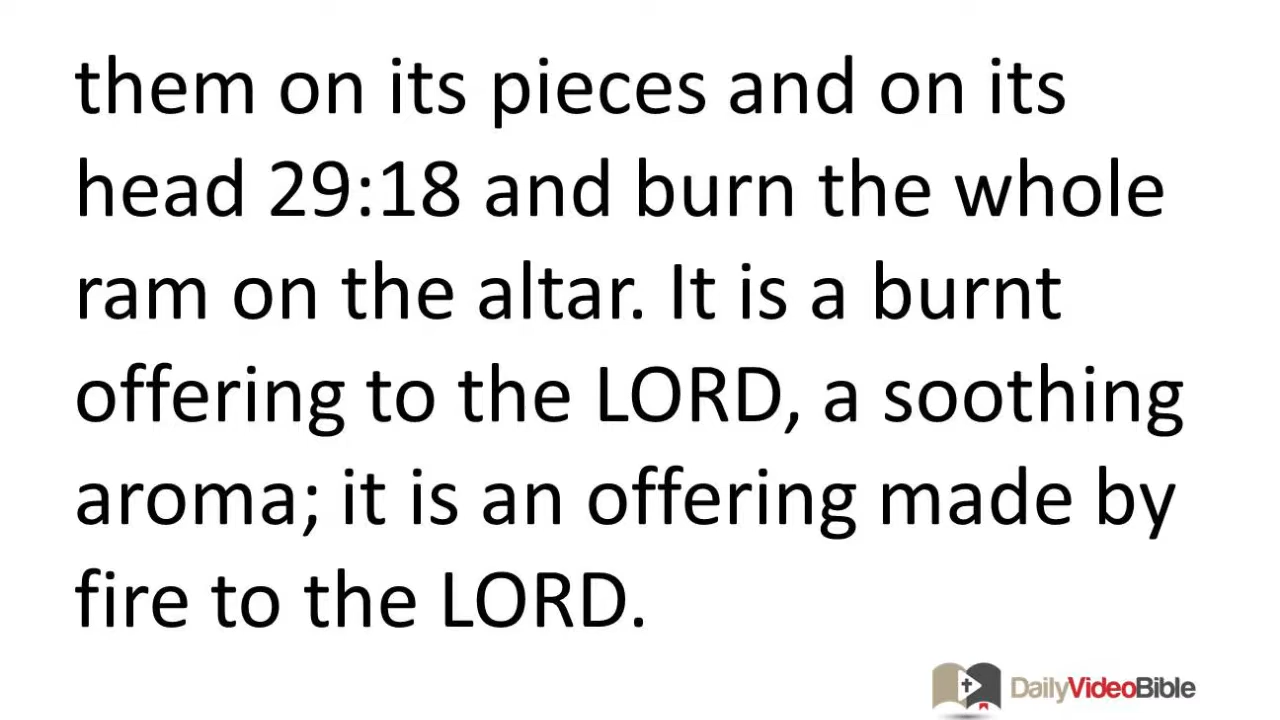 them on its pieces and on its
head 29:18 and burn the whole
ram on the altar. It is a burnt
offering to the LORD, a soothing
aroma; it is an offering made by
fire to the LORD.
DailyVideoBible